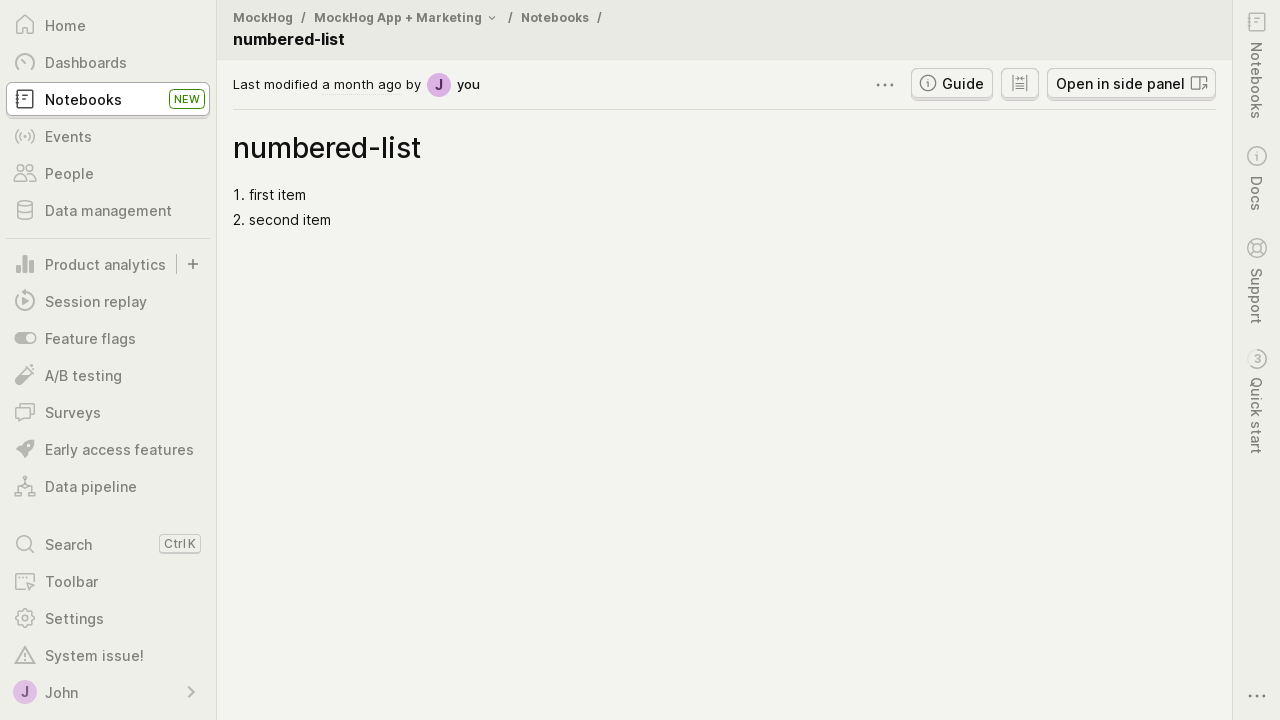 Home
Dashboards
Notebooks NEW
Events
People
Data management
Product analytics
Session replay
Feature flags
A/B testing
Surveys
Early access features
Data pipeline
Search Ctrl K
Toolbar
Settings
System issue!
J John
MockHog / MockHog App + Marketing / Notebooks /
numbered-list
Last modified a month ago by J you
Guide
Open in side panel
numbered-list
1. first item
2. second item
Notebooks
Docs
Support
3 Quick start